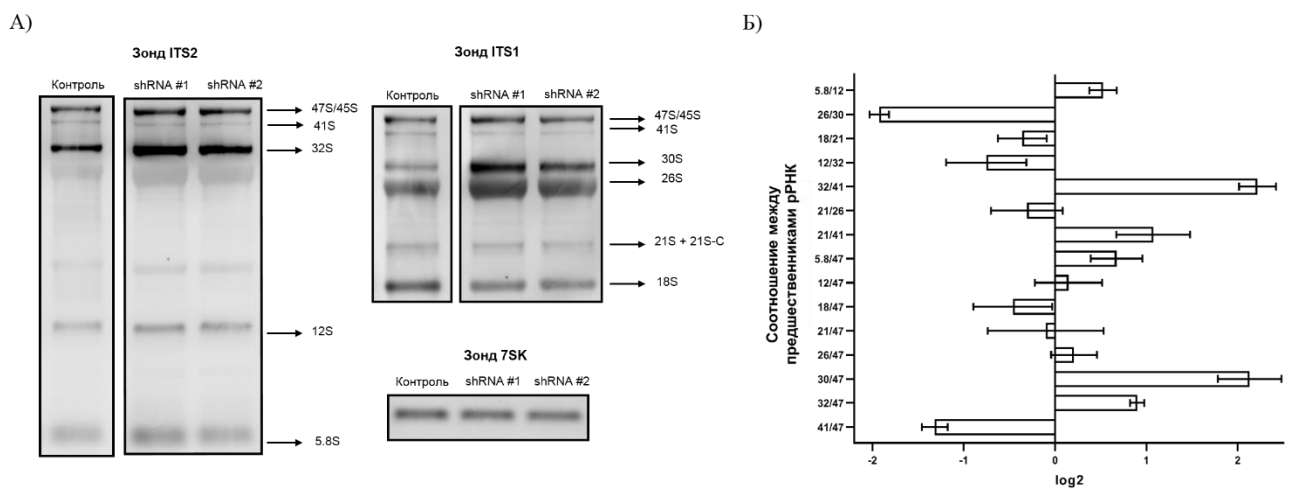 А)
Зонд ITS2
Контроль shRNA #1 shRNA #2
47S/45S
41S
32S
12S
5.8S
Зонд ITS1
Контроль shRNA #1 shRNA #2
47S/45S
41S
30S
26S
21S + 21S-C
18S
Зонд 7SK
Контроль shRNA #1 shRNA #2
Б)
Соотношение между
предшественниками рРНК
5.8/12
26/30
18/21
12/32
32/41
21/26
21/41
5.8/47
12/47
18/47
21/47
26/47
30/47
32/47
41/47
-2 -1 0 1 2
log2